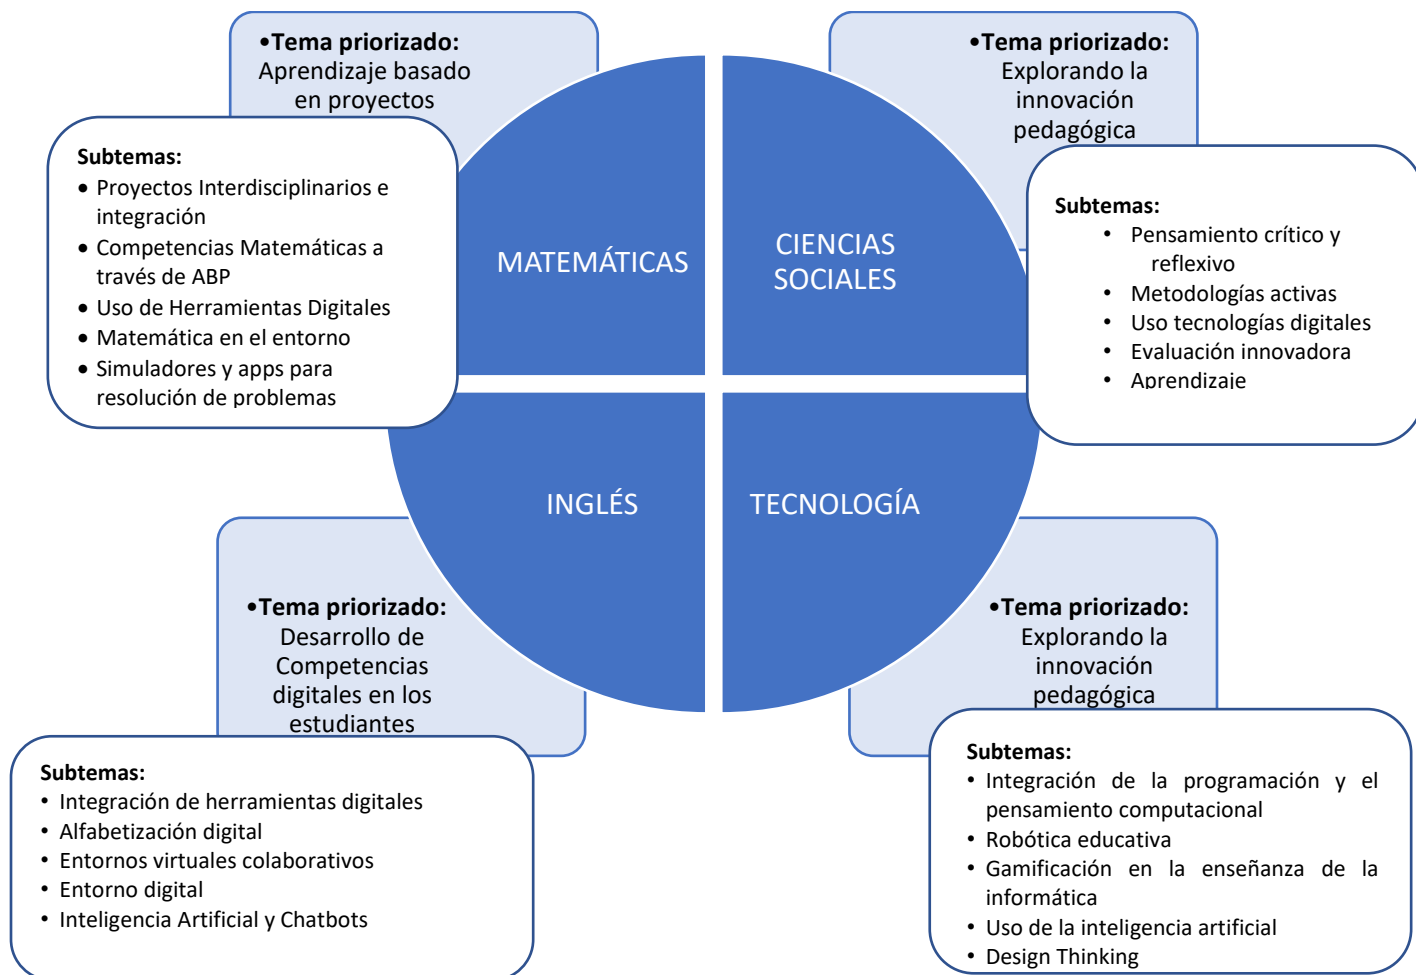 •Tema priorizado:
Aprendizaje basado
en proyectos
Subtemas:
• Proyectos Interdisciplinarios e
integración
• Competencias Matemáticas a
través de ABP
• Uso de Herramientas Digitales
• Matemática en el entorno
• Simuladores y apps para
resolución de problemas
MATEMÁTICAS
•Tema priorizado:
Explorando la
innovación
pedagógica
Subtemas:
• Pensamiento crítico y
reflexivo
• Metodologías activas
• Uso tecnologías digitales
• Evaluación innovadora
• Aprendizaje
CIENCIAS
SOCIALES
INGLÉS
•Tema priorizado:
Desarrollo de
Competencias
digitales en los
estudiantes
Subtemas:
• Integración de herramientas digitales
• Alfabetización digital
• Entornos virtuales colaborativos
• Entorno digital
• Inteligencia Artificial y Chatbots
TECNOLOGÍA
•Tema priorizado:
Explorando la
innovación
pedagógica
Subtemas:
• Integración de la programación y el
pensamiento computacional
• Robótica educativa
• Gamificación en la enseñanza de la
informática
• Uso de la inteligencia artificial
• Design Thinking